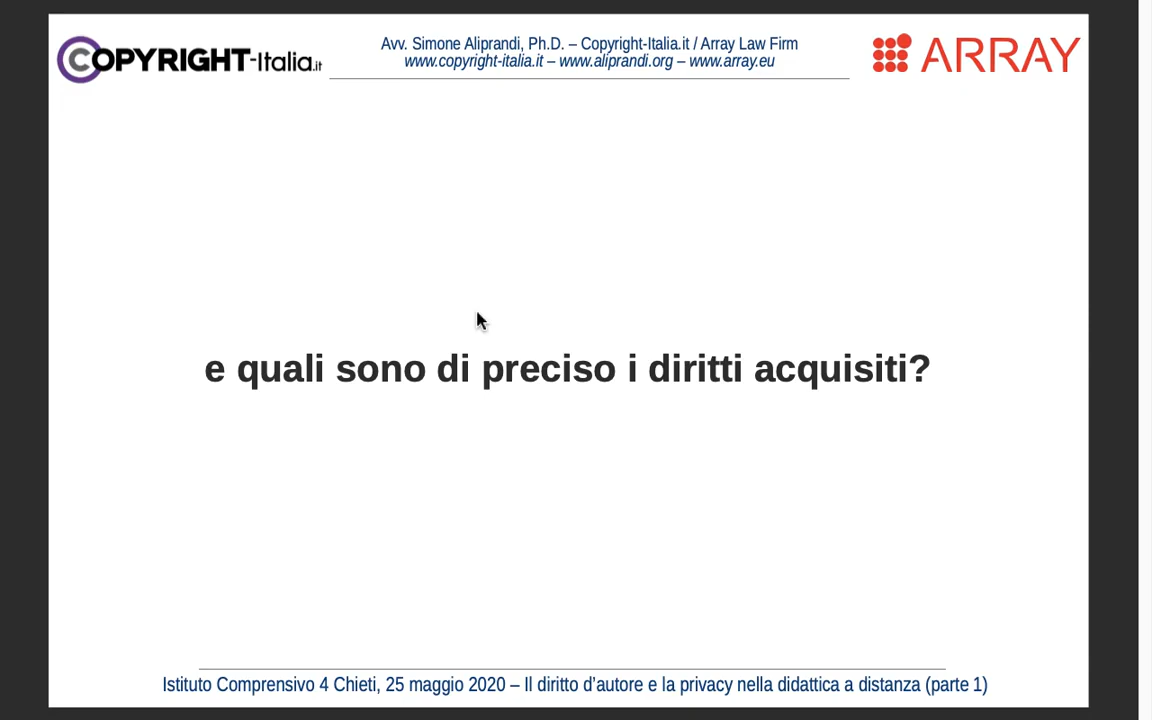 COPYRIGHT-Italia.it
Avv. Simone Aliprandi, Ph.D. – Copyright-Italia.it / Array Law Firm
www.copyright-italia.it – www.aliprandi.org – www.array.eu
ARRAY
e quali sono di preciso i diritti acquisiti?
Istituto Comprensivo 4 Chieti, 25 maggio 2020 – Il diritto d’autore e la privacy nella didattica a distanza (parte 1)